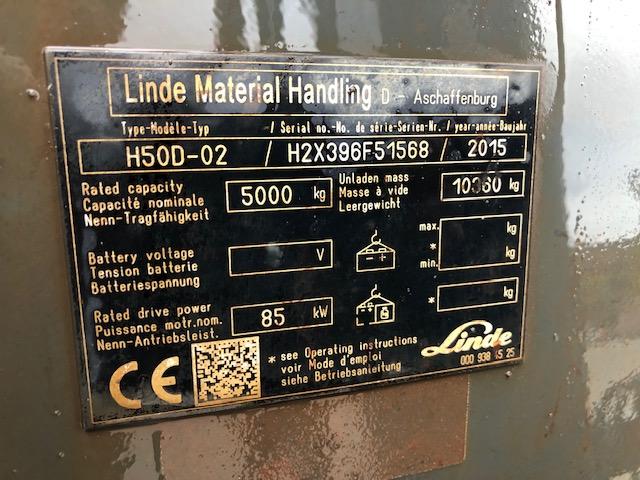 Linde Material Handling D - Aschaffenburg
Type-Modèle-Typ / Serial no.-No. de série-Serien-Nr. / year-année-Baujahr
H50D-02 / H2X396F51568 / 2015
Rated capacity
Capacité nominale
Nenn-Tragfähigkeit
5000 kg
Unladen mass
Masse à vide
Leergewicht
kg
Battery voltage
Tension batterie
Batteriespannung
V
max. kg
*
min. kg
Rated drive power
Puissance motr.nom.
Nenn-Antriebsleist.
85 kW
* kg
CE
* see Operating instructions
voir Mode d'emploi
siehe Betriebsanleitung
Linde
000 938 25